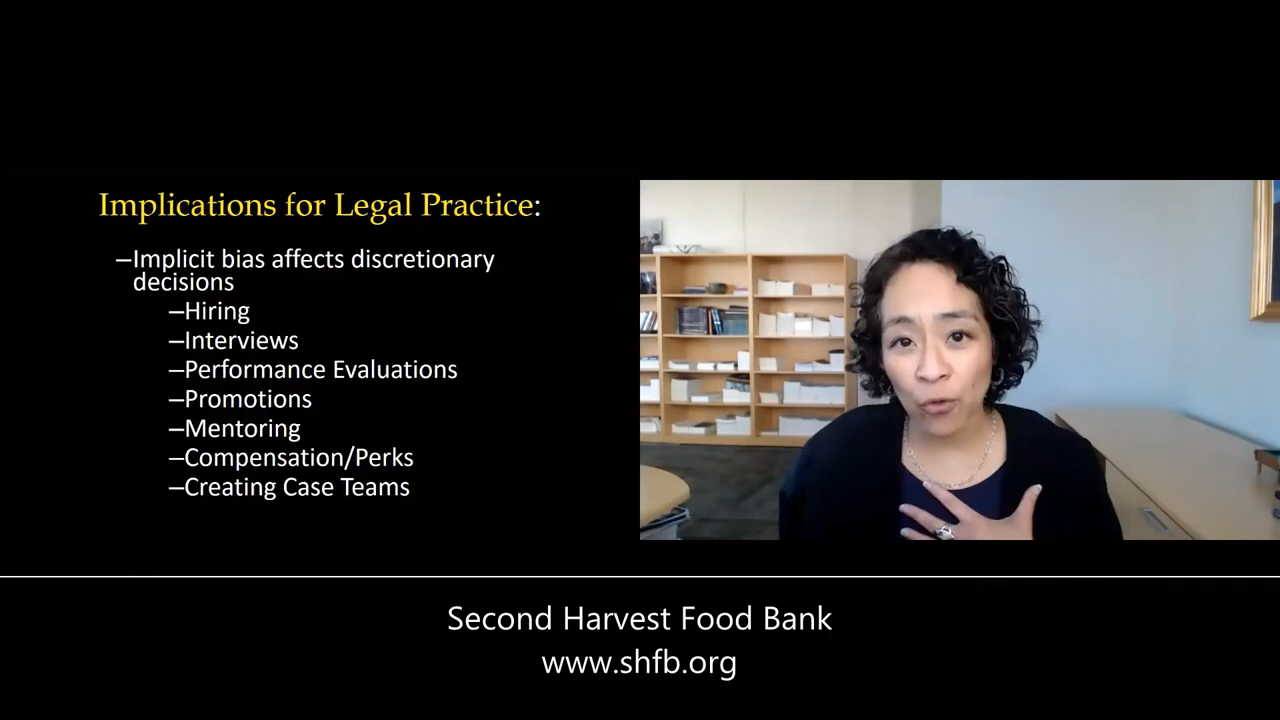 Implications for Legal Practice:
–Implicit bias affects discretionary
decisions
–Hiring
–Interviews
–Performance Evaluations
–Promotions
–Mentoring
–Compensation/Perks
–Creating Case Teams
Second Harvest Food Bank
www.shfb.org